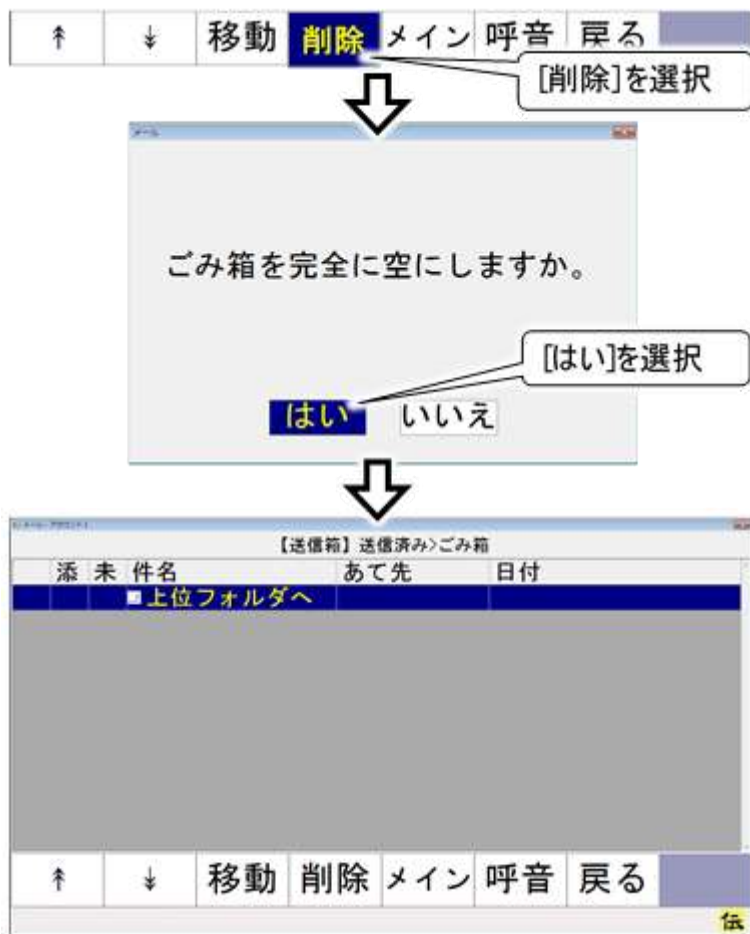 ↟ ↡ 移動 削除 メイン 呼音 戻る
[削除]を選択
メール
ごみ箱を完全に空にしますか。
[はい]を選択
はい いいえ
【送信箱】送信済み>ごみ箱
添 未 件名 あて先 日付
上位フォルダへ
↟ ↡ 移動 削除 メイン 呼音 戻る
伝